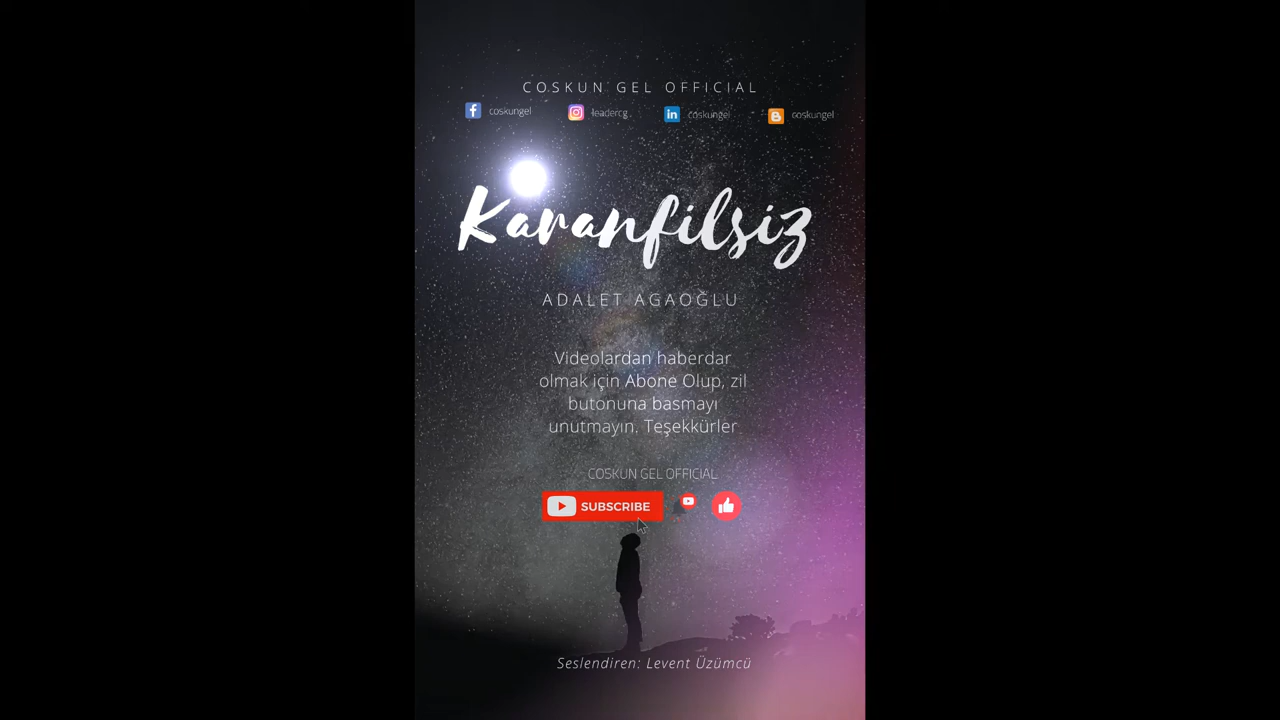 COSKUN GEL OFFICIAL
coskungel leadercg coskungel coskungel
Karanfilsiz
ADALET AGAOĞLU
Videolardan haberdar
olmak için Abone Olup, zil
butonuna basmayı
unutmayın. Teşekkürler
COSKUN GEL OFFICIAL
SUBSCRIBE
Seslendiren: Levent Üzümcü